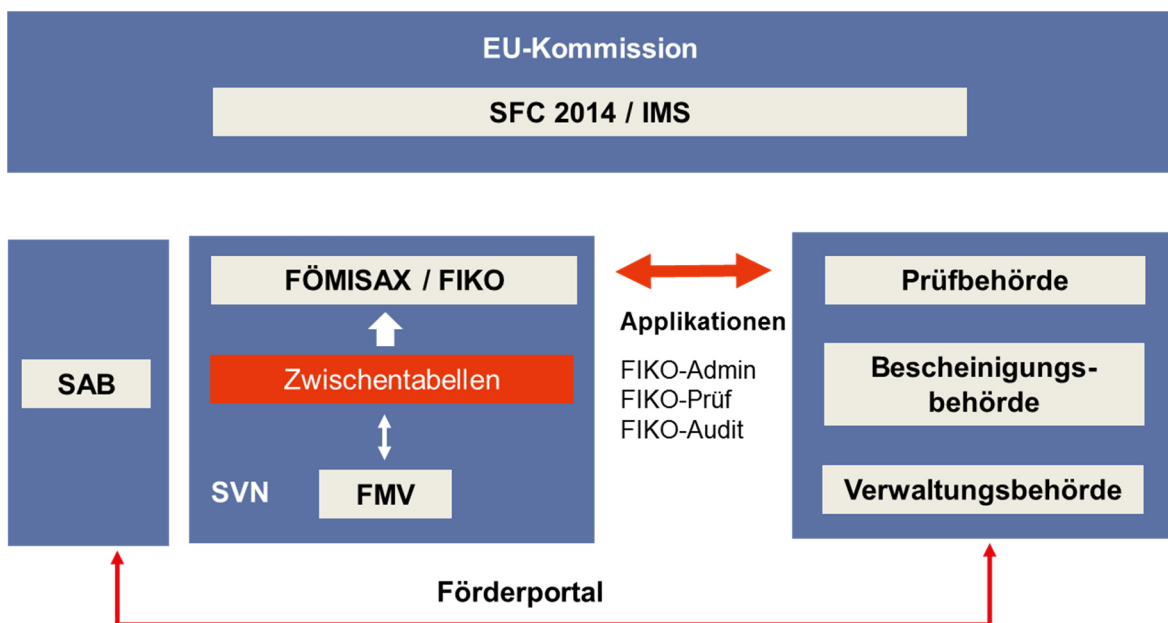 EU-Kommission
SFC 2014 / IMS
SAB
FÖMISAX / FIKO
Zwischentabellen
SVN
FMV
Applikationen
FIKO-Admin
FIKO-Prüf
FIKO-Audit
Prüfbehörde
Bescheinigungs-
behörde
Verwaltungsbehörde
Förderportal